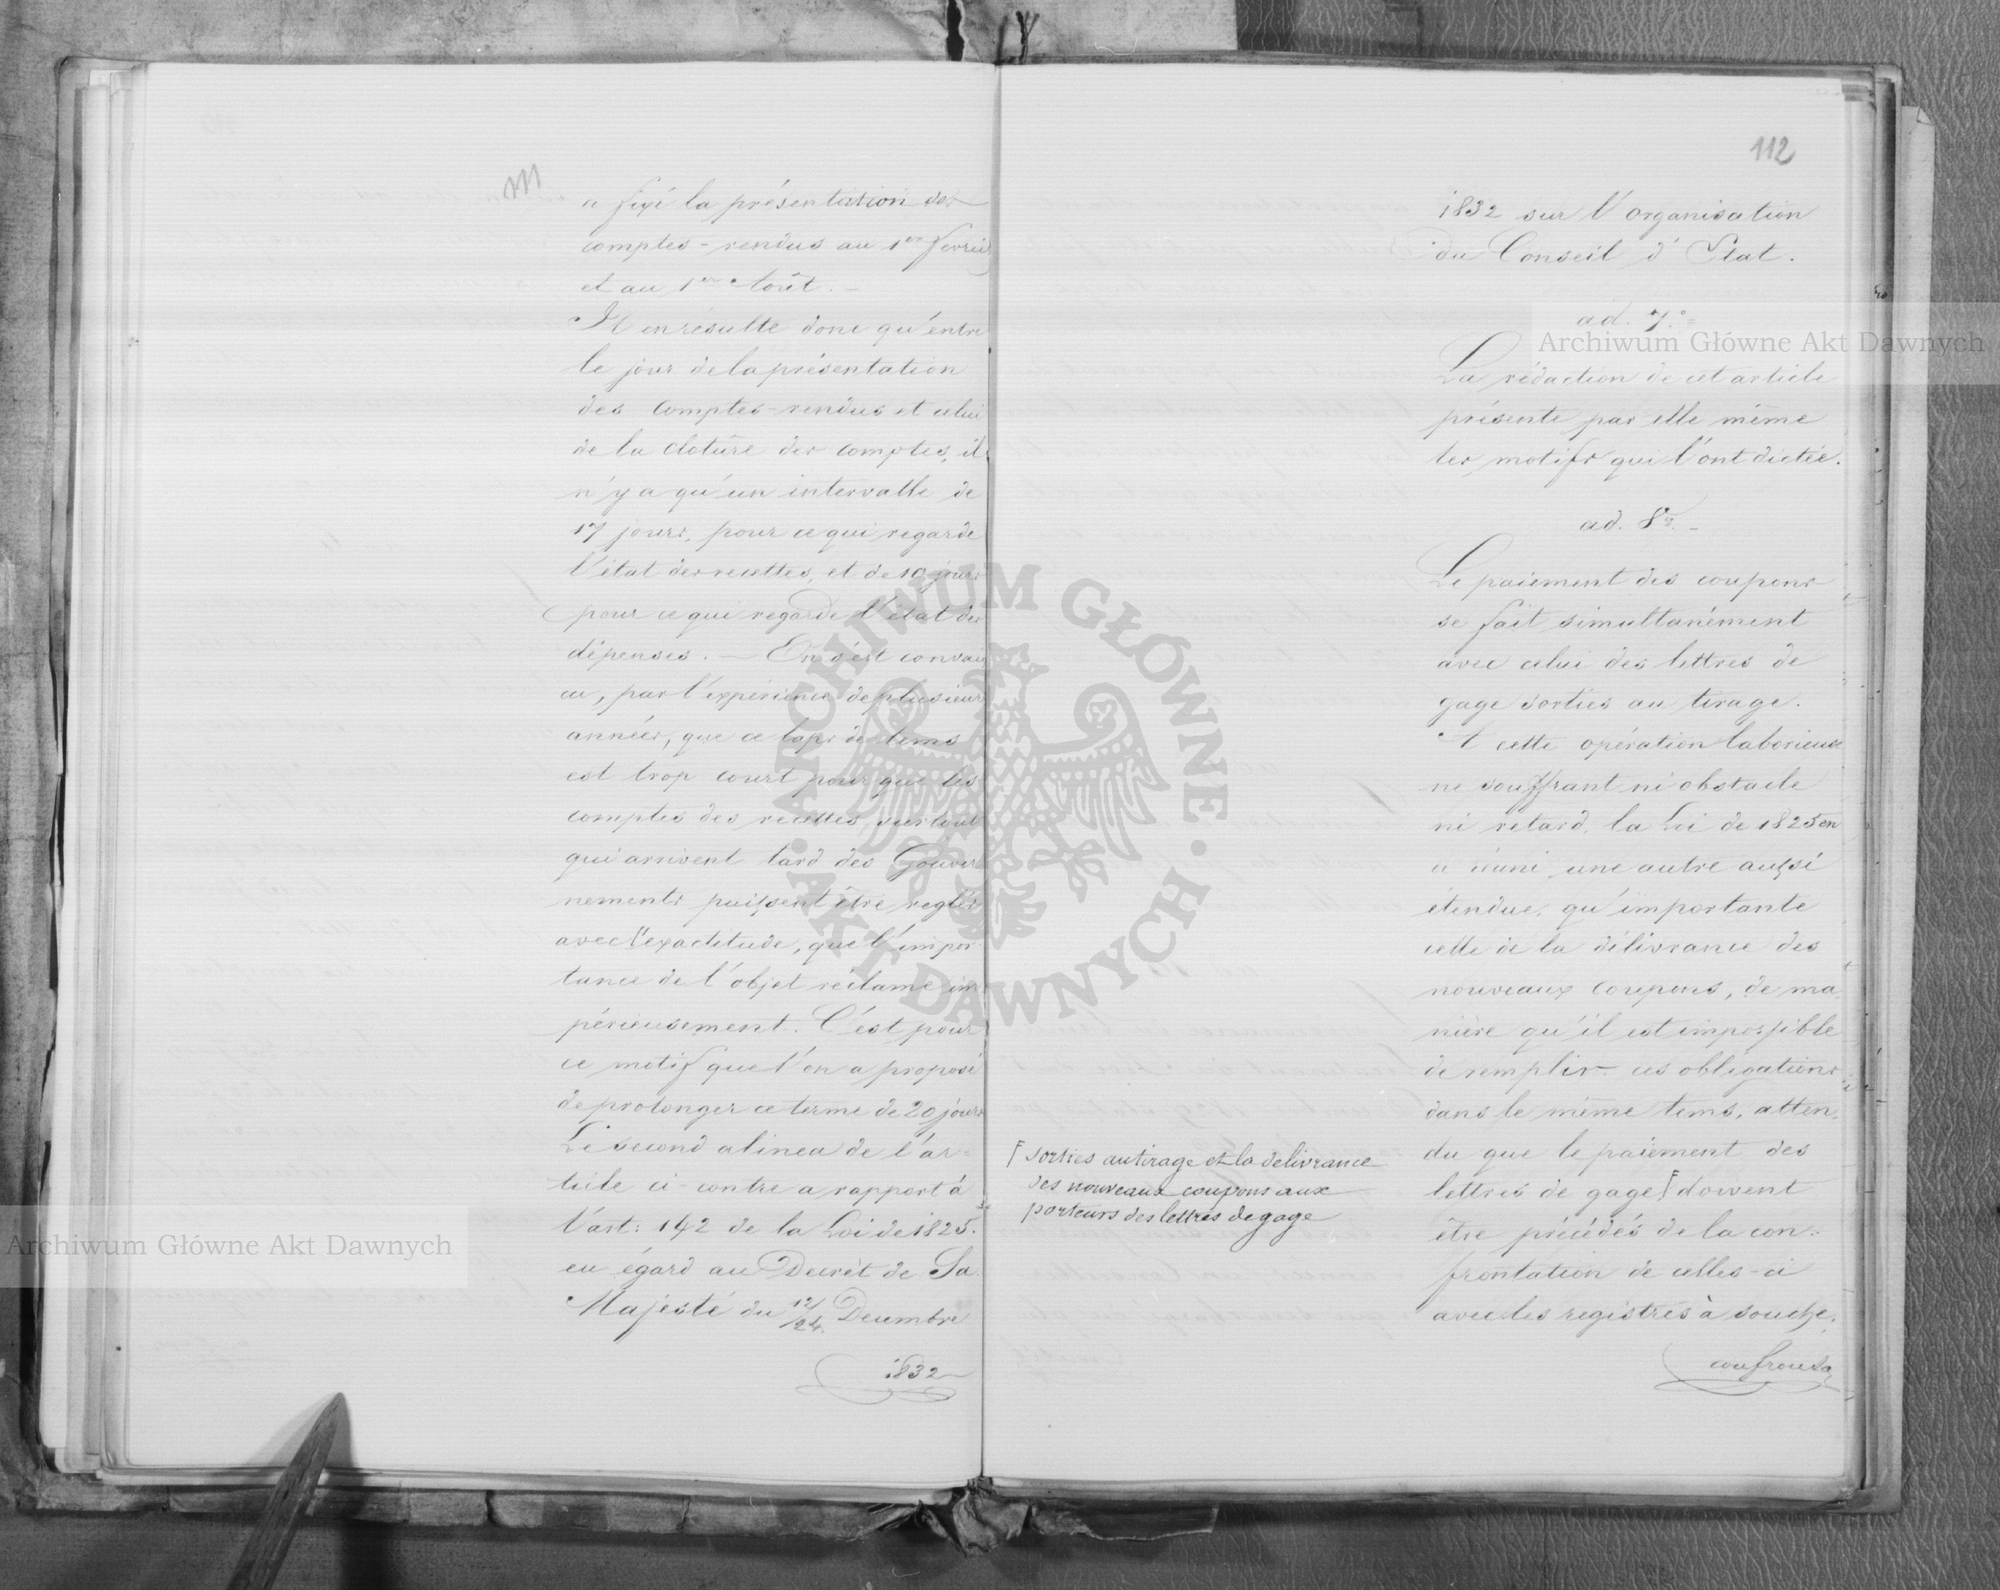 111
a fixé la présentation des
comptes-rendus au 1er fevrier
et au 1er Août. —
Il en résulte donc qu'entre
le jour de la présentation
des comptes-rendus et celui
de la cloture des comptes, il
n'y a qu'un intervalle de
17 jours, pour ce qui regarde
l'état des recettes, et de 10 jours
pour ce qui regarde l'état des
dépenses. — On s'est convain
cu, par l'expérience de plusieurs
années, que ce laps de tems
est trop court pour que les
comptes des recettes surtout
qui arrivent tard des Gouver
nements puissent être reglés
avec l'exactitude, que l'impor
tance de l'objet réclame im
périeusement. C'est pour
ce motif que l'on a proposé
de prolonger ce terme de 20 jours
Le second alinea de l'ar=
ticle ci-contre a rapport à
l'art: 142 de la Loi de 1825.
eu égard au Decrèt de Sa
Majesté du 12/24 Decembre
1832
112
1832 sur l'organisation
du Conseil d'Etat.
ad. 7.°
La rédaction de cet article
présente par elle même
les motifs qui l'ont dictée.
ad. 8°. —
Le paiement des coupons
se fait simultanément
avec celui des lettres de
gage sorties au tirage.
A cette opération laborieuse
ne souffrant ni obstacle
ni retard, la Loi de 1825 en
a réuni une autre aussi
étendue, qu'importante
celle de la délivrance des
nouveaux coupons, de ma
nière qu'il est impossible
de remplir ces obligations
dans le même tems, atten
du que le paiement des
lettres de gage Γ doivent
être précédés de la con=
frontation de celles-ci
avec les registres à souche.
Γ sorties au tirage et la delivrance
des nouveaux coupons aux
porteurs des lettres de gage
Archiwum Główne Akt Dawnych
Archiwum Główne Akt Dawnych
ARCHIWUM GŁÓWNE · AKT DAWNYCH ·